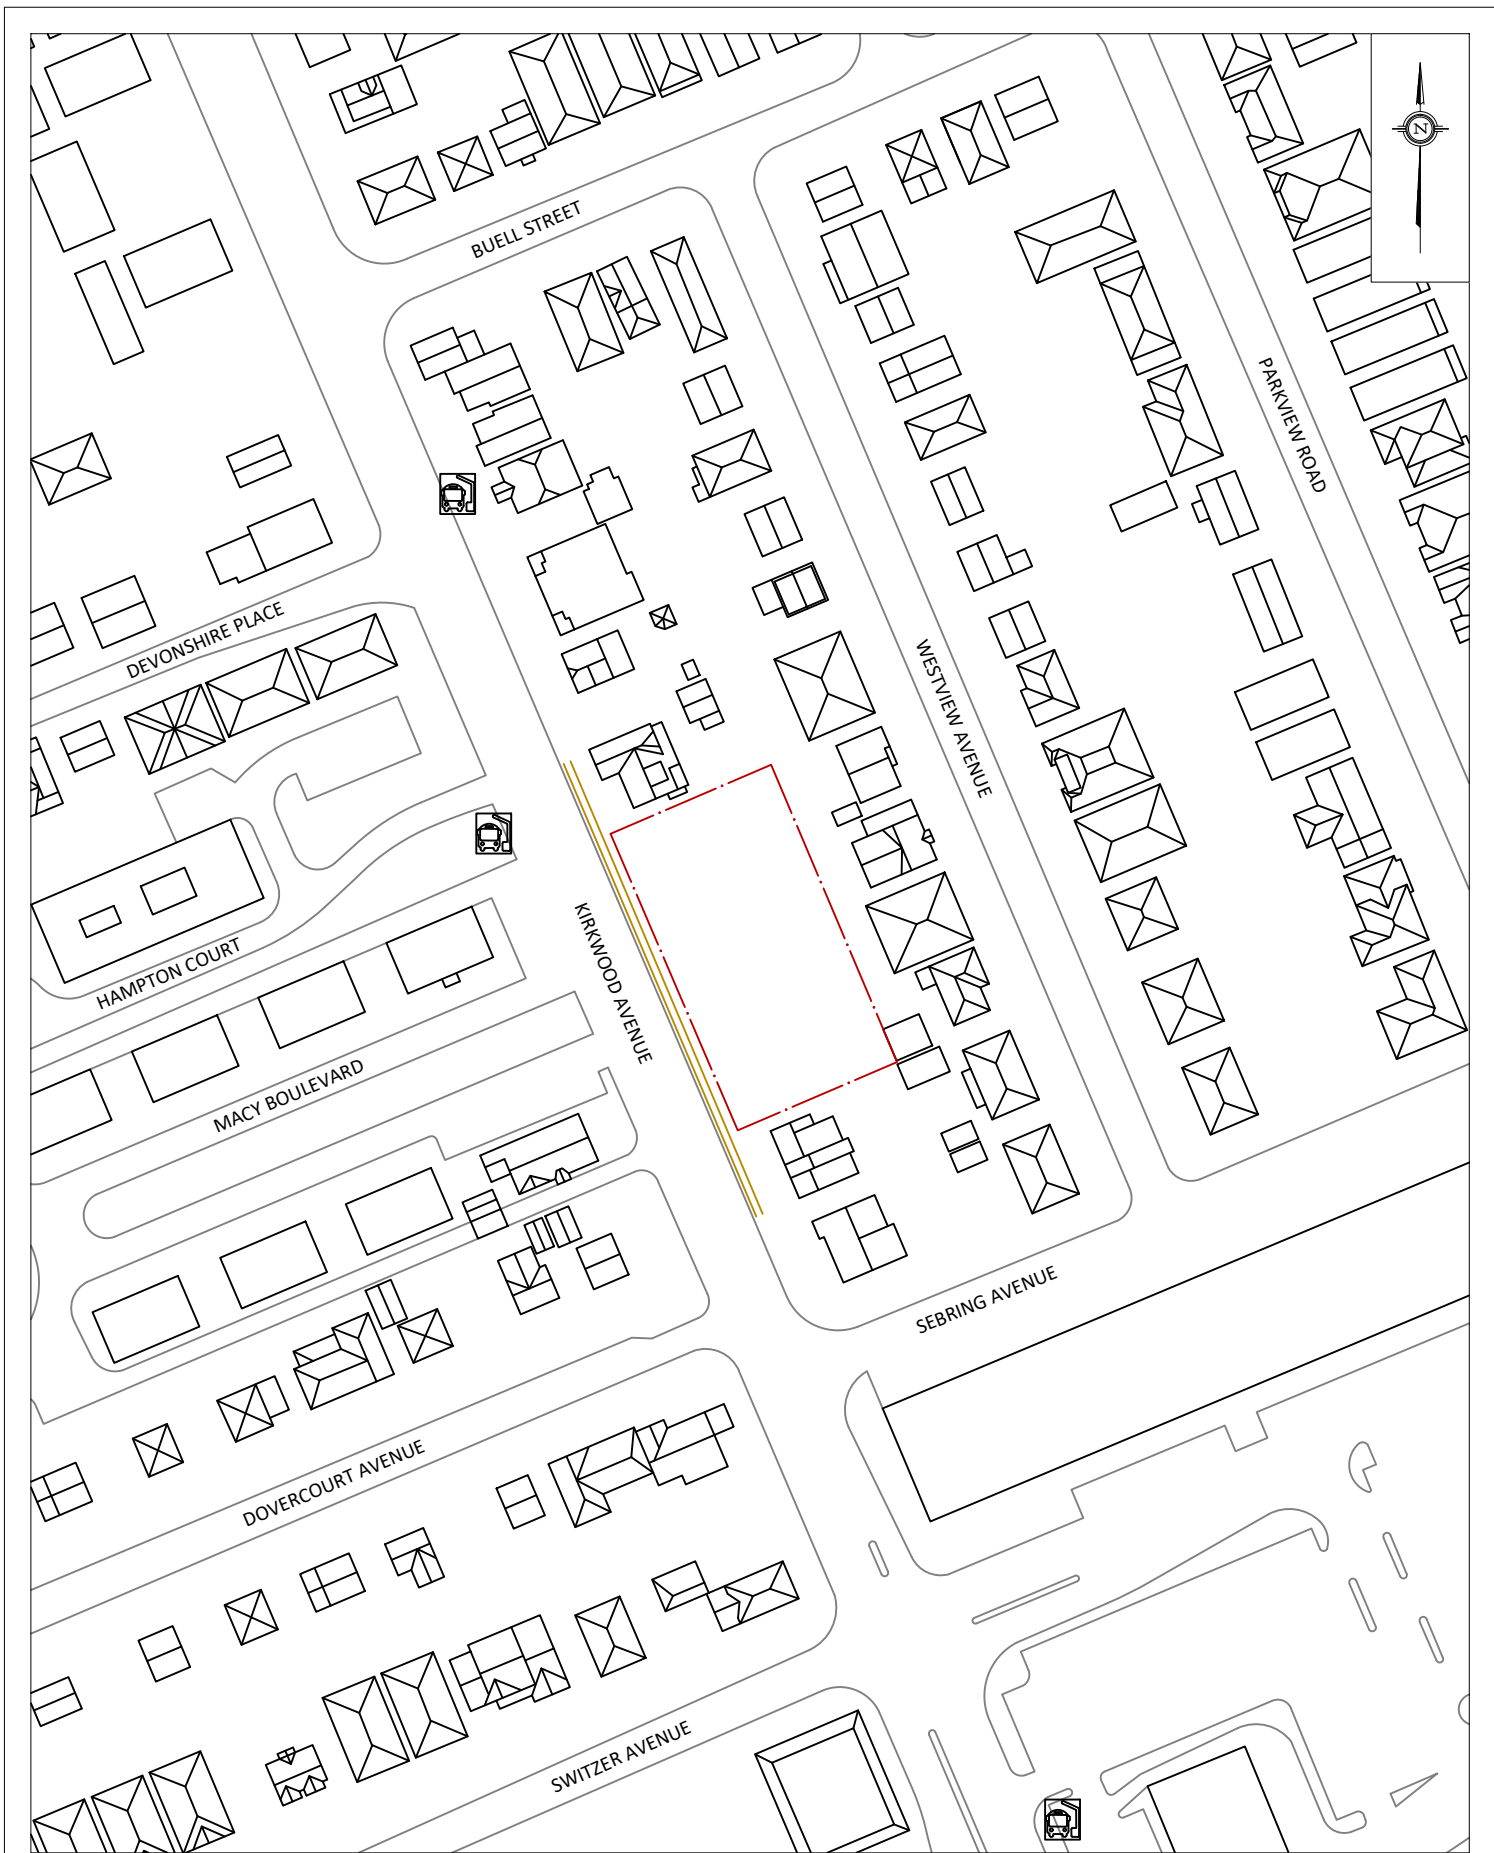 N
BUELL STREET
PARKVIEW ROAD
DEVONSHIRE PLACE
WESTVIEW AVENUE
KIRKWOOD AVENUE
HAMPTON COURT
MACY BOULEVARD
SEBRING AVENUE
DOVERCOURT AVENUE
SWITZER AVENUE